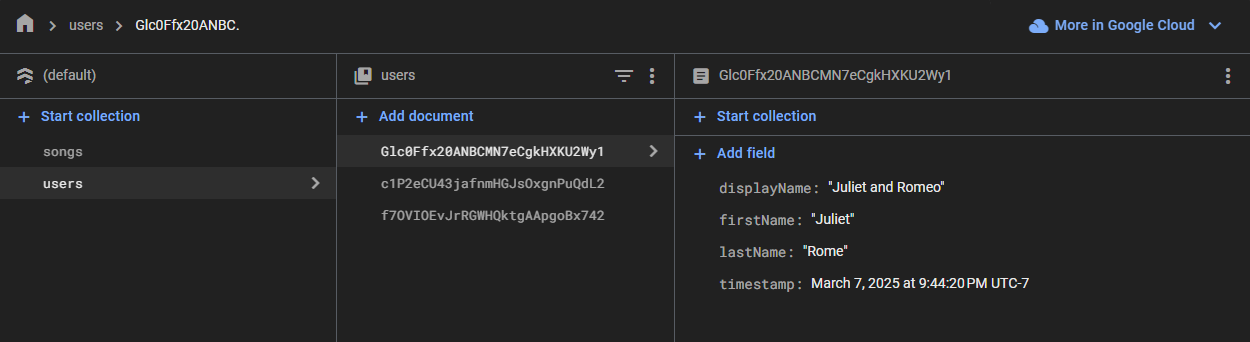 users
Glc0Ffx20ANBC.
More in Google Cloud
(default)
users
Glc0Ffx20ANBCMN7eCgkHXKU2Wy1
Start collection
Add document
Start collection
songs
users
Glc0Ffx20ANBCMN7eCgkHXKU2Wy1
c1P2eCU43jafnmHGJsOxgnPuQdL2
f7OVIOEvJrRGWHQktgAApgoBx742
Add field
displayName: "Juliet and Romeo"
firstName: "Juliet"
lastName: "Rome"
timestamp: March 7, 2025 at 9:44:20 PM UTC-7